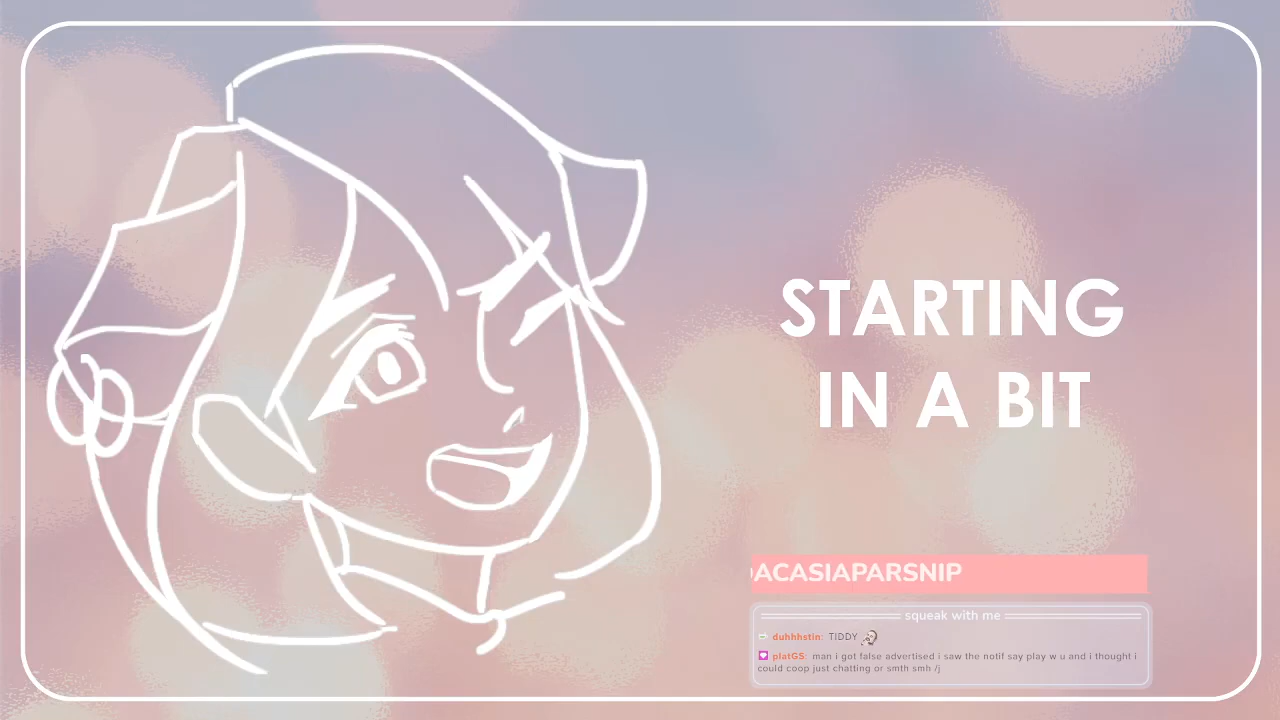 STARTING
IN A BIT
ACASIAPARSNIP
squeak with me
duhhhstin: TIDDY
platGS: man i got false advertised i saw the notif say play w u and i thought i
could coop just chatting or smth smh /j